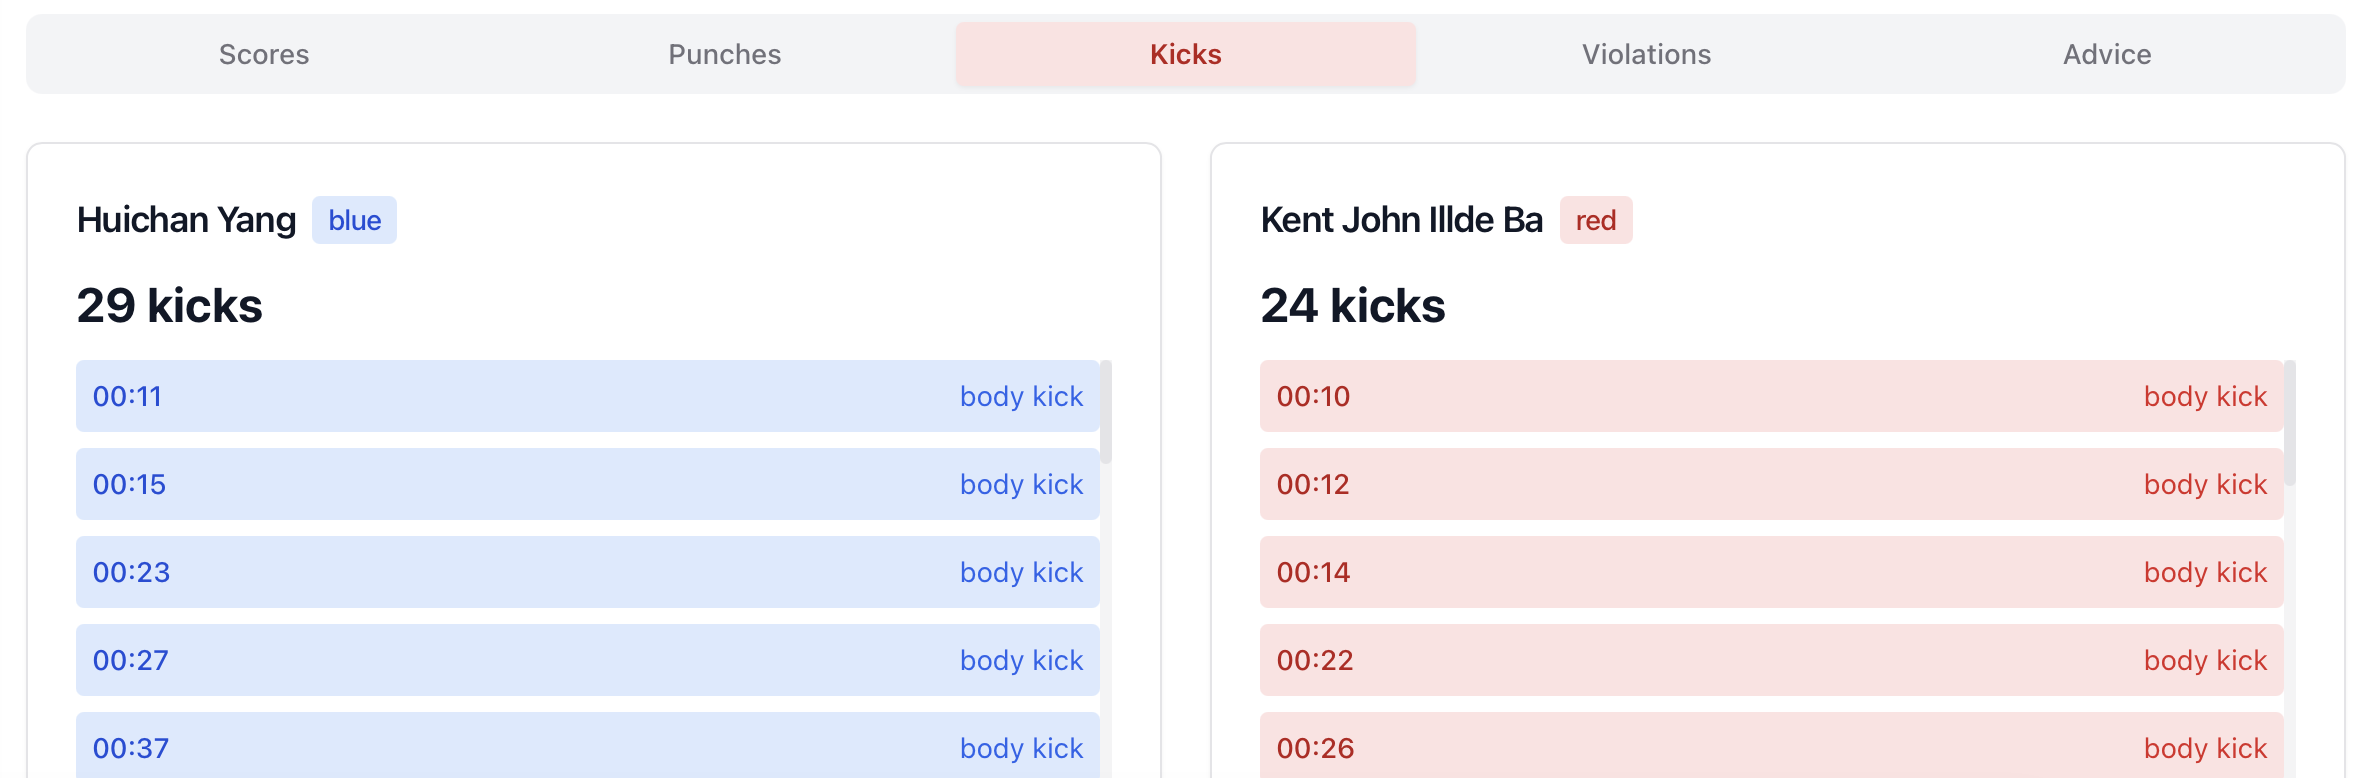 Scores Punches Kicks Violations Advice
Huichan Yang blue
29 kicks
00:11 body kick
00:15 body kick
00:23 body kick
00:27 body kick
00:37 body kick
Kent John Illde Ba red
24 kicks
00:10 body kick
00:12 body kick
00:14 body kick
00:22 body kick
00:26 body kick